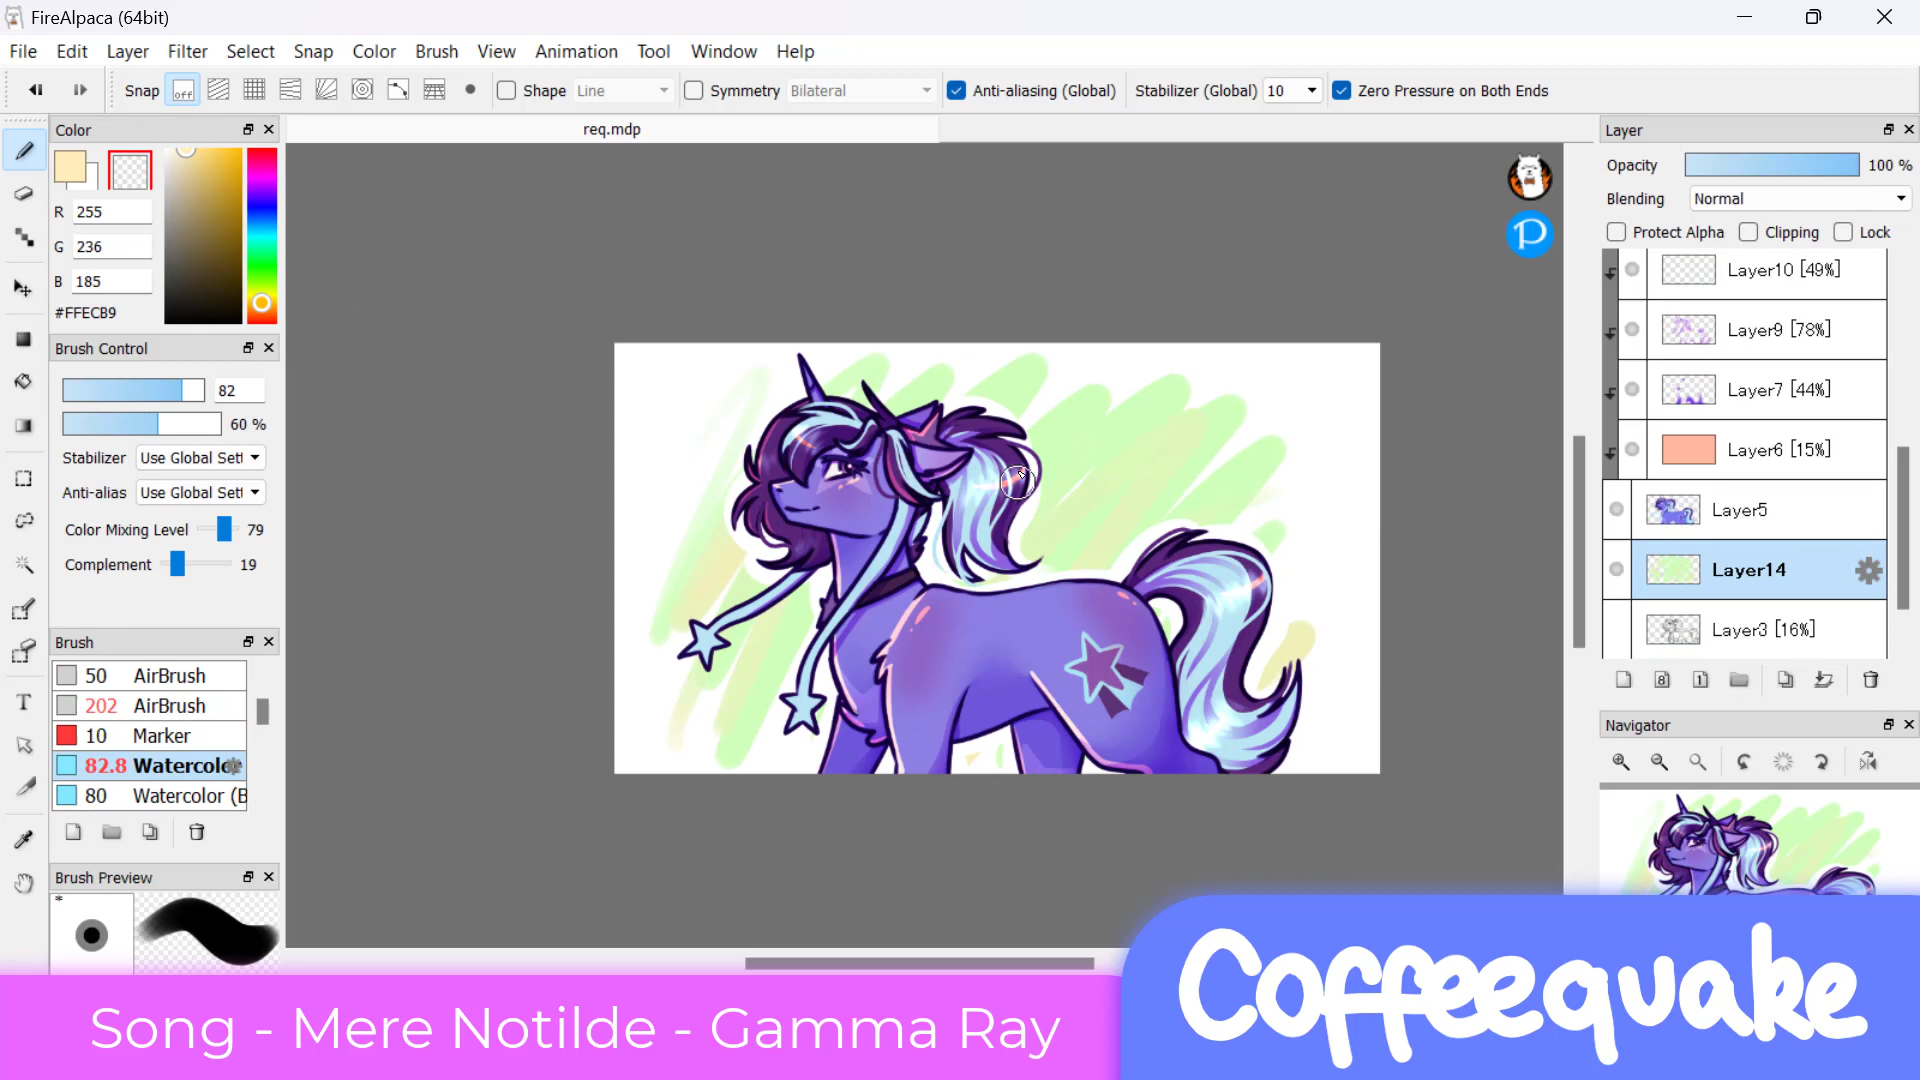 FireAlpaca (64bit)
File Edit Layer Filter Select Snap Color Brush View Animation Tool Window Help
Snap off Shape Line Symmetry Bilateral Anti-aliasing (Global) Stabilizer (Global) 10 Zero Pressure on Both Ends
Color
R 255
G 236
B 185
#FFECB9
Brush Control
82
60 %
Stabilizer Use Global Sett
Anti-alias Use Global Sett
Color Mixing Level 79
Complement 19
Brush
50 AirBrush
202 AirBrush
10 Marker
82.8 Watercolor
80 Watercolor (B
Brush Preview
*
req.mdp
P
Layer
Opacity 100 %
Blending Normal
Protect Alpha Clipping Lock
Layer10 [49%]
Layer9 [78%]
Layer7 [44%]
Layer6 [15%]
Layer5
Layer14
Layer3 [16%]
8 1
Navigator
Song - Mere Notilde - Gamma Ray
Coffeequake